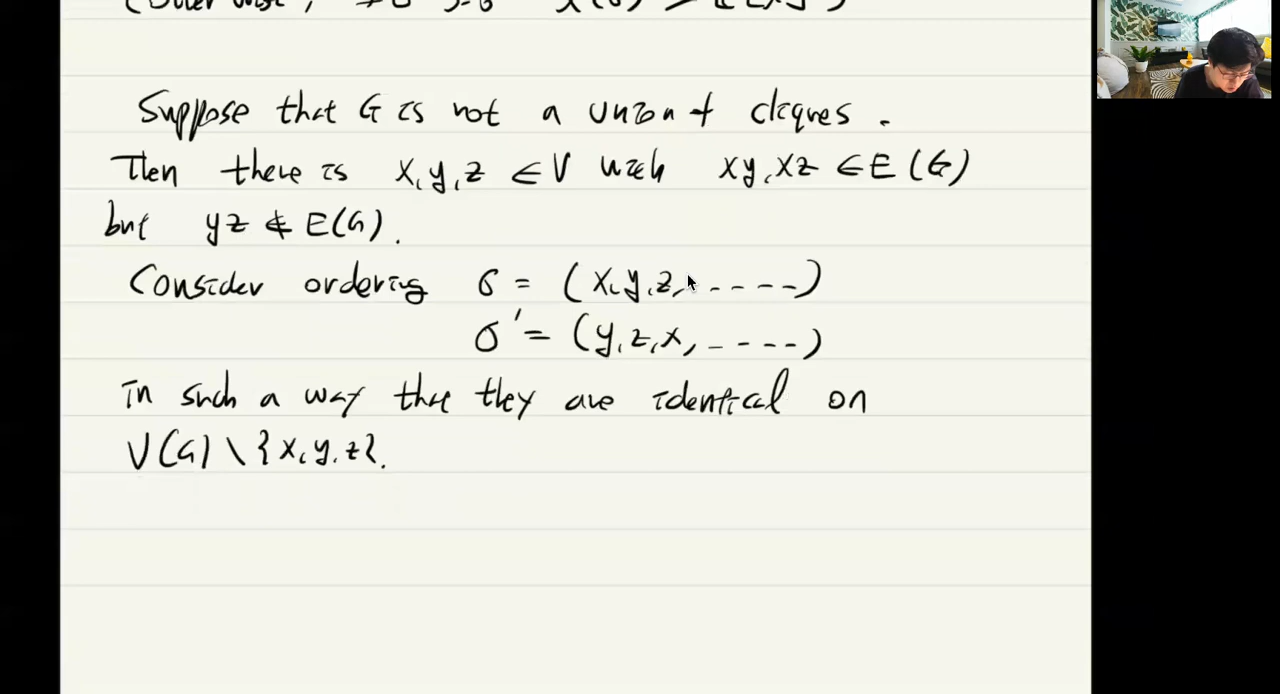 Suppose that G is not a union of cliques.
Then there is x, y, z ∈ V with xy, xz ∈ E(G)
but yz ∉ E(G).
Consider ordering σ = (x, y, z, .....)
σ' = (y, z, x, .....)
in such a way that they are identical on
V(G) \ {x, y, z}.